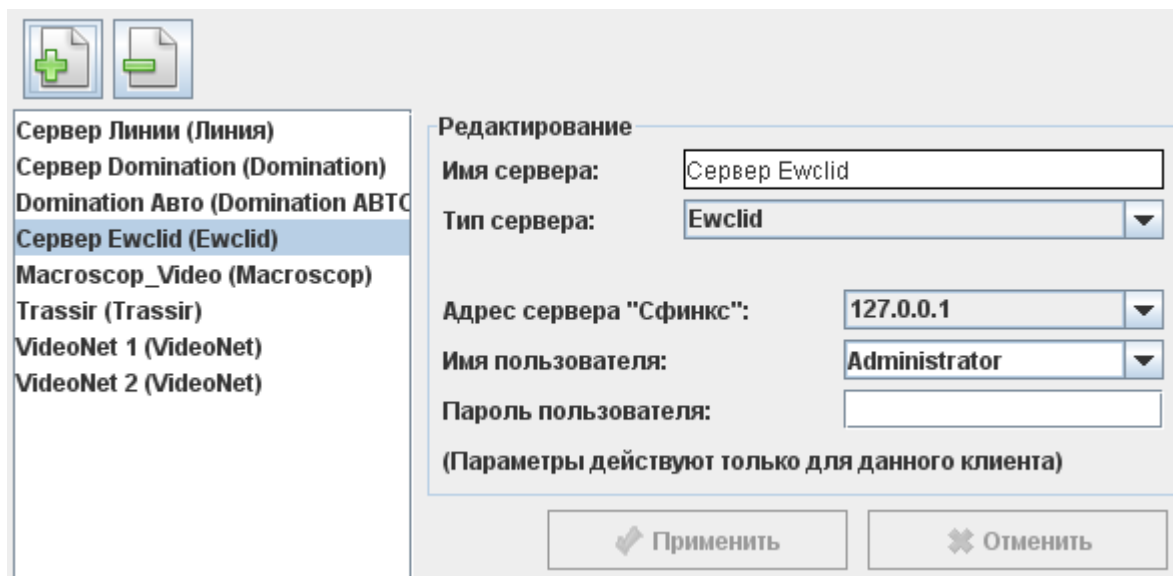 Сервер Линии (Линия)
Сервер Domination (Domination)
Domination Авто (Domination АВТО
Сервер Ewclid (Ewclid)
Macroscop_Video (Macroscop)
Trassir (Trassir)
VideoNet 1 (VideoNet)
VideoNet 2 (VideoNet)
Редактирование
Имя сервера: Сервер Ewclid
Тип сервера: Ewclid
Адрес сервера "Сфинкс": 127.0.0.1
Имя пользователя: Administrator
Пароль пользователя:
(Параметры действуют только для данного клиента)
Применить Отменить